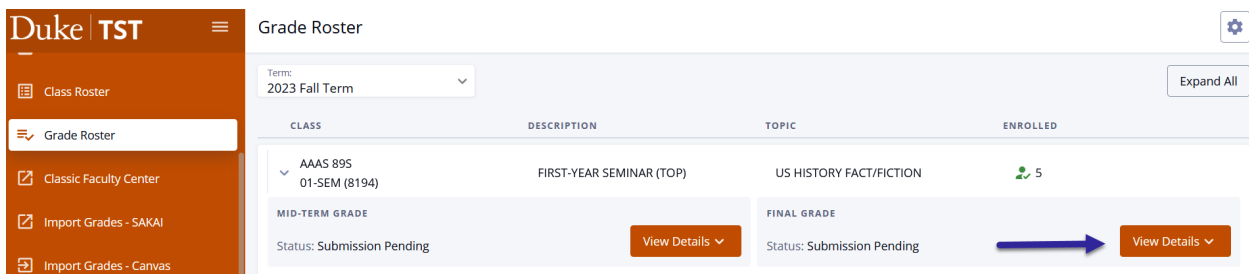 Duke TST
Grade Roster
Class Roster
Grade Roster
Classic Faculty Center
Import Grades - SAKAI
Import Grades - Canvas
Term:
2023 Fall Term
Expand All
CLASS DESCRIPTION TOPIC ENROLLED
AAAS 89S
01-SEM (8194)
FIRST-YEAR SEMINAR (TOP) US HISTORY FACT/FICTION 5
MID-TERM GRADE
Status: Submission Pending View Details
FINAL GRADE
Status: Submission Pending View Details